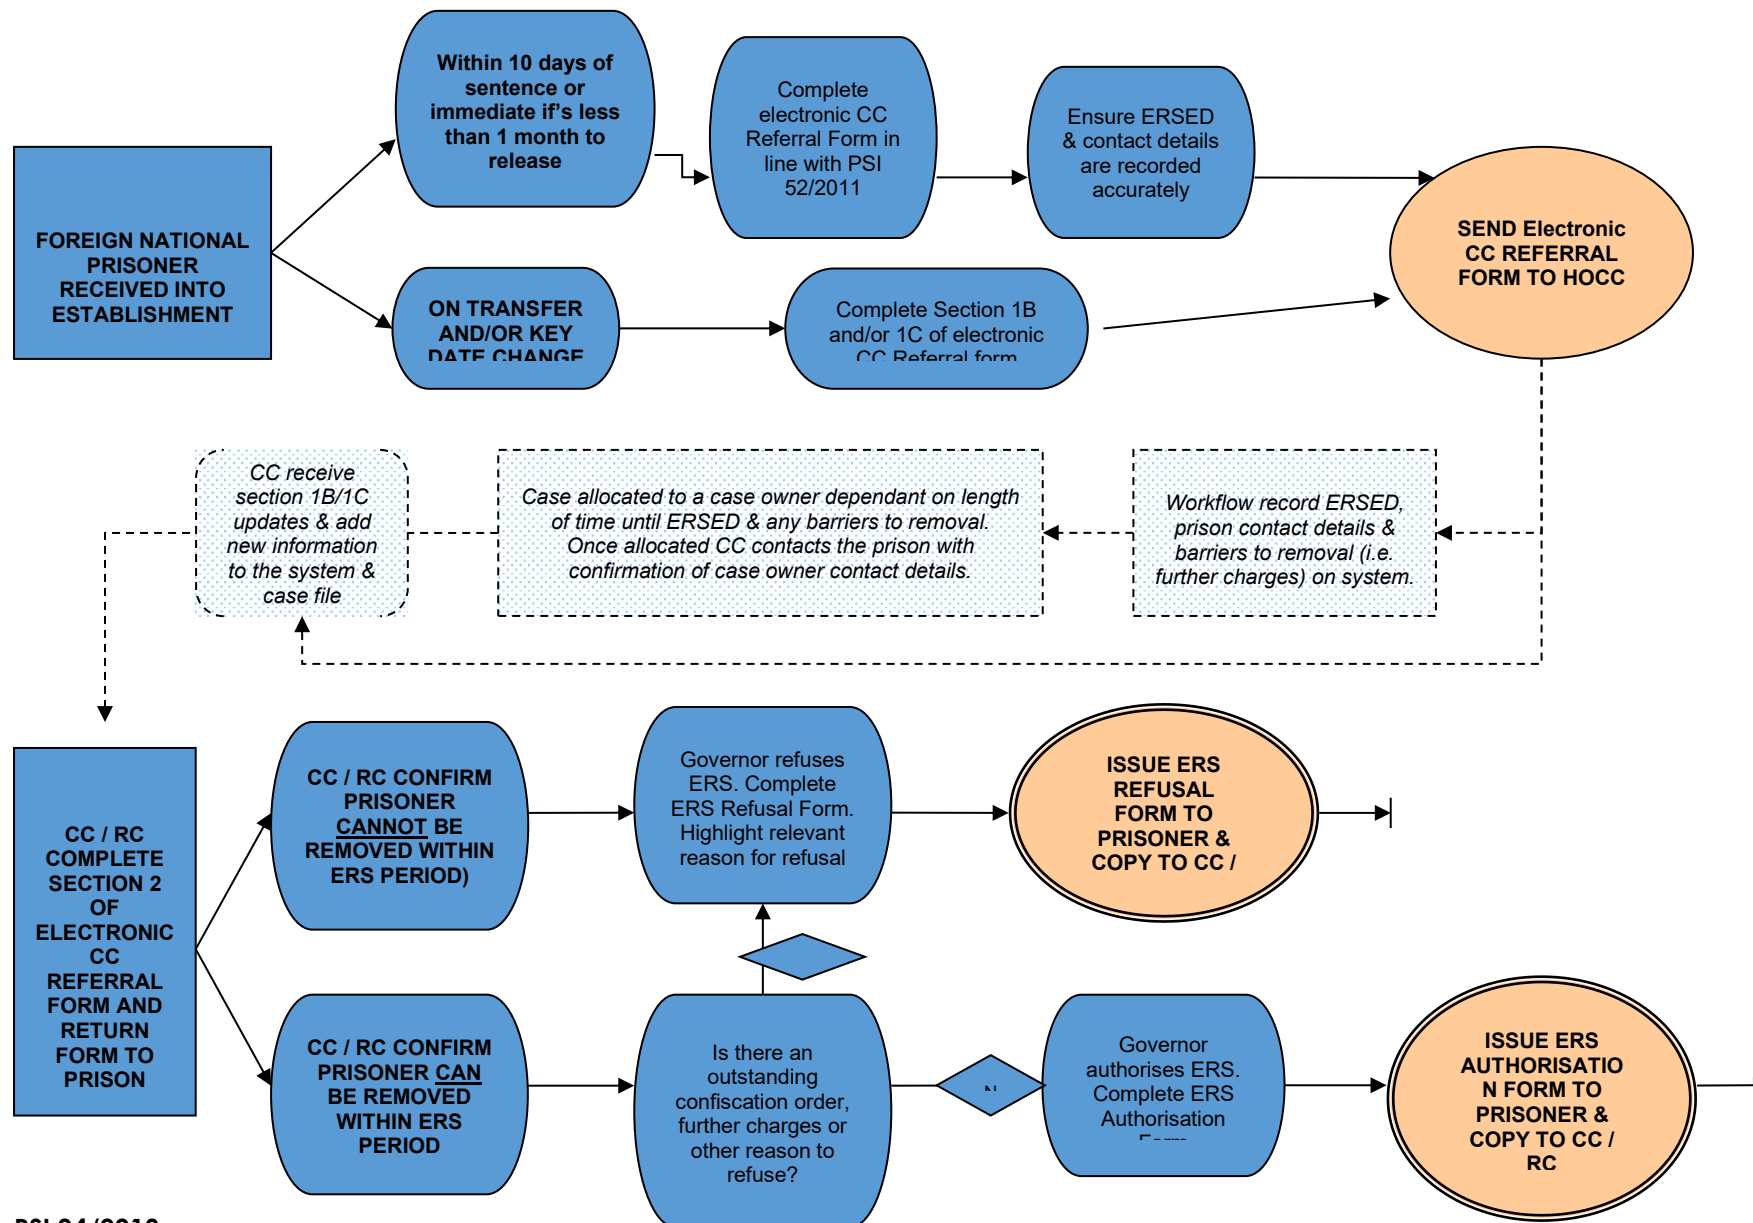 Within 10 days of
sentence or
immediate if's less
than 1 month to
release
Complete
electronic CC
Referral Form in
line with PSI
52/2011
Ensure ERSED
& contact details
are recorded
accurately
FOREIGN NATIONAL
PRISONER
RECEIVED INTO
ESTABLISHMENT
SEND Electronic
CC REFERRAL
FORM TO HOCC
ON TRANSFER
AND/OR KEY
DATE CHANGE
Complete Section 1B
and/or 1C of electronic
CC Referral form
CC receive
section 1B/1C
updates & add
new information
to the system &
case file
Case allocated to a case owner dependant on length
of time until ERSED & any barriers to removal.
Once allocated CC contacts the prison with
confirmation of case owner contact details.
Workflow record ERSED,
prison contact details &
barriers to removal (i.e.
further charges) on system.
CC / RC
COMPLETE
SECTION 2
OF
ELECTRONIC
CC
REFERRAL
FORM AND
RETURN
FORM TO
PRISON
CC / RC CONFIRM
PRISONER
CANNOT BE
REMOVED WITHIN
ERS PERIOD)
Governor refuses
ERS. Complete
ERS Refusal Form.
Highlight relevant
reason for refusal
ISSUE ERS
REFUSAL
FORM TO
PRISONER &
COPY TO CC /
CC / RC CONFIRM
PRISONER CAN
BE REMOVED
WITHIN ERS
PERIOD
Is there an
outstanding
confiscation order,
further charges or
other reason to
refuse?
Governor
authorises ERS.
Complete ERS
Authorisation
Form
ISSUE ERS
AUTHORISATIO
N FORM TO
PRISONER &
COPY TO CC /
RC